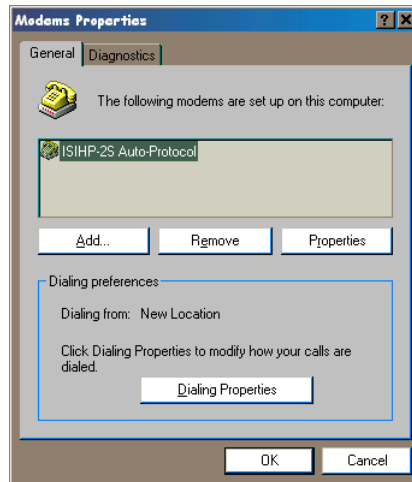 Modems Properties
General Diagnostics
The following modems are set up on this computer:
ISIHP-2S Auto-Protocol
Add... Remove Properties
Dialing preferences
Dialing from: New Location
Click Dialing Properties to modify how your calls are
dialed.
Dialing Properties
OK Cancel